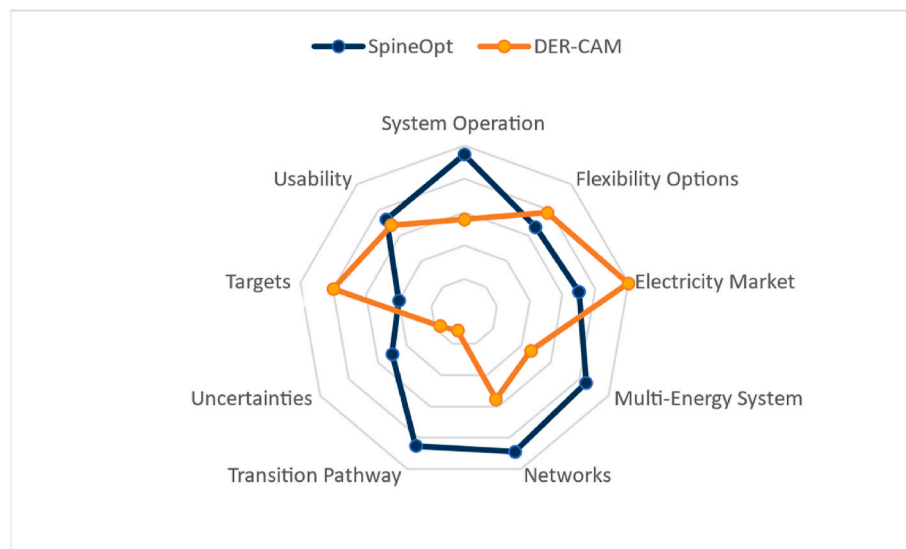 SpineOpt DER-CAM
System Operation
Usability Flexibility Options
Targets Electricity Market
Uncertainties Multi-Energy System
Transition Pathway Networks